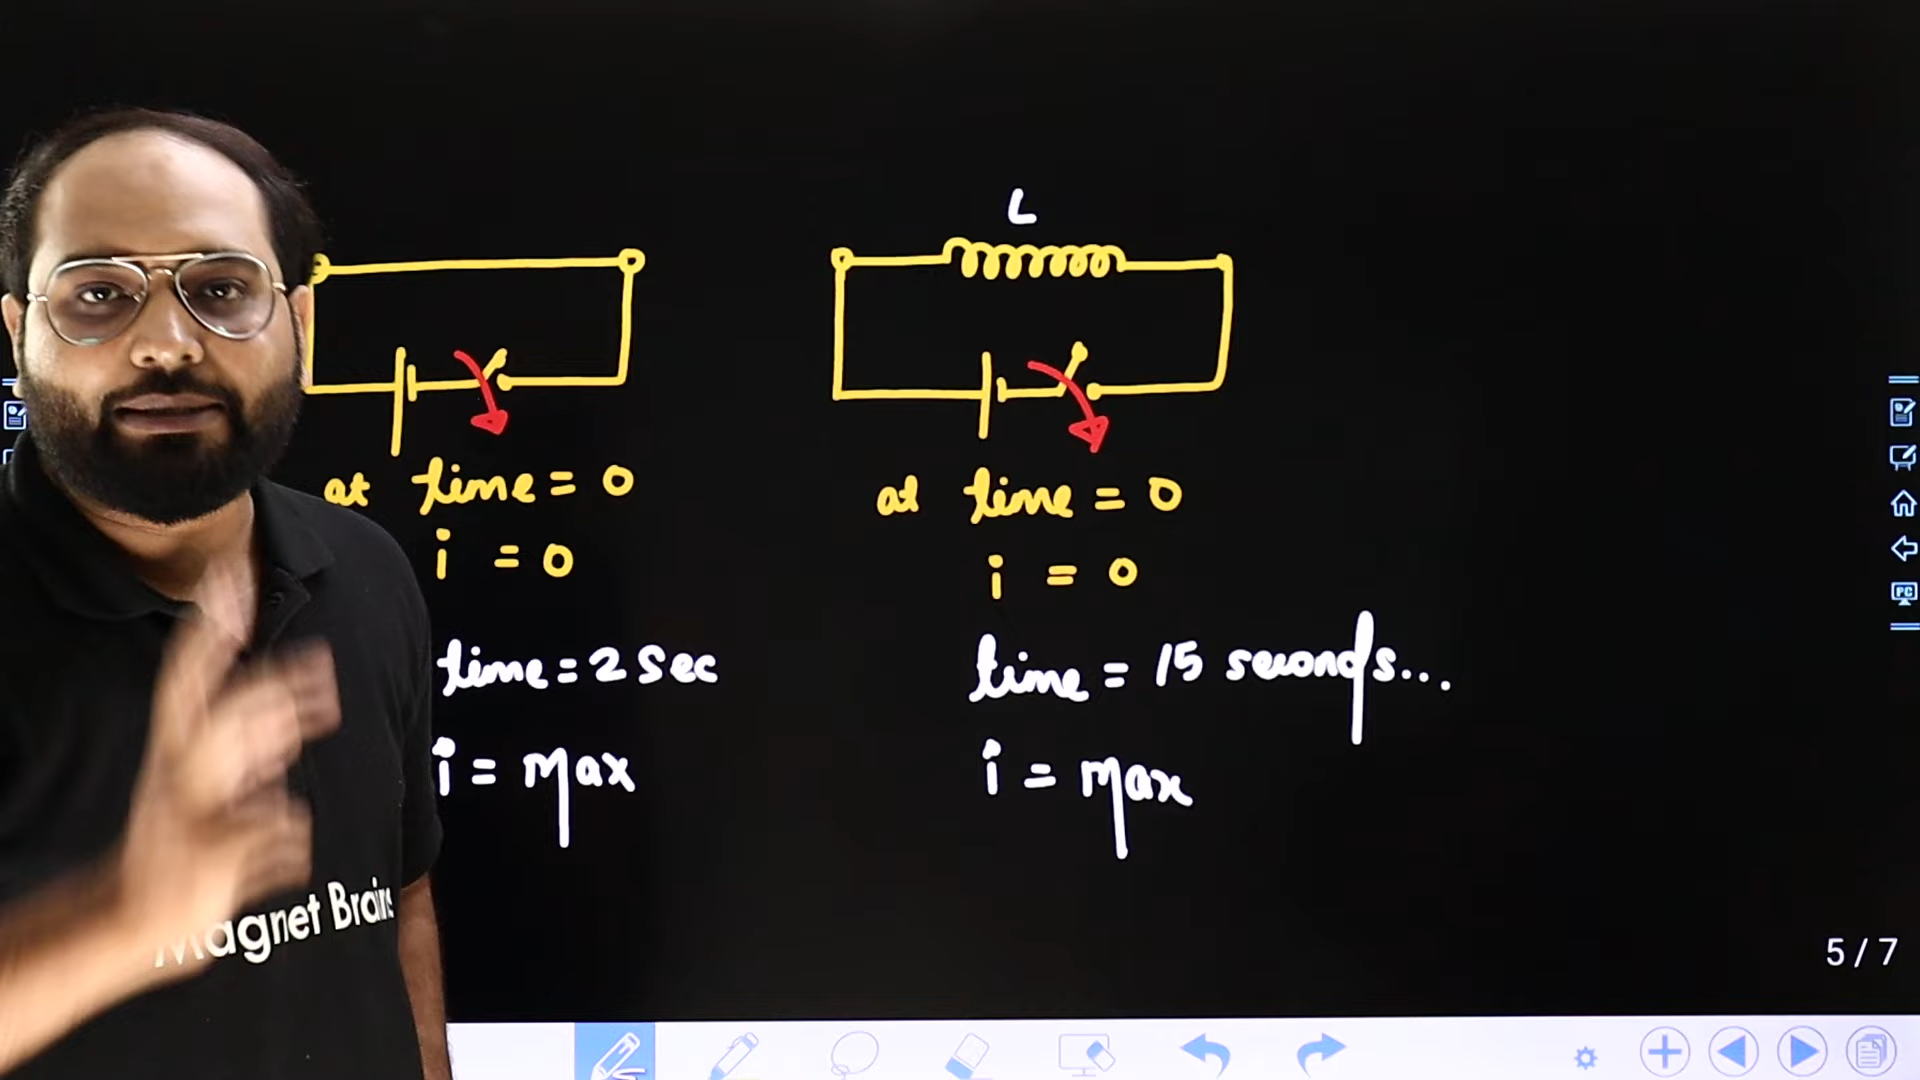 L
at time = 0
i = 0
time = 2 sec
i = max
at time = 0
i = 0
time = 15 seconds...
i = max
Magnet Brains
PC
5 / 7